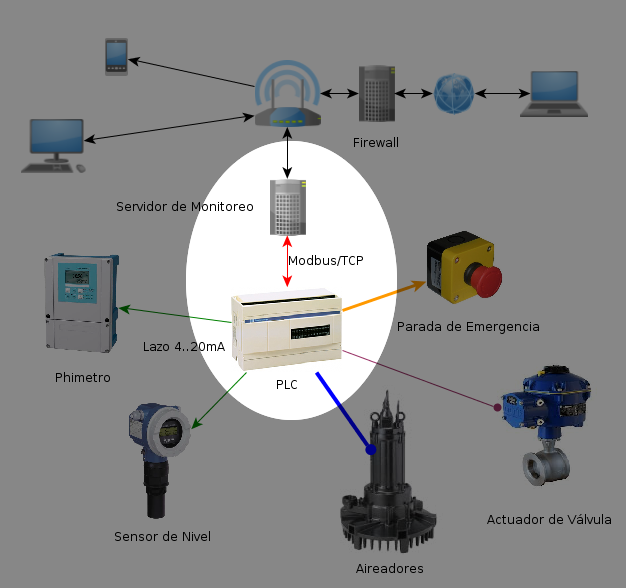 Firewall
Servidor de Monitoreo
Modbus/TCP
Parada de Emergencia
Lazo 4..20mA
Phimetro
PLC
Sensor de Nivel
Actuador de Válvula
Aireadores